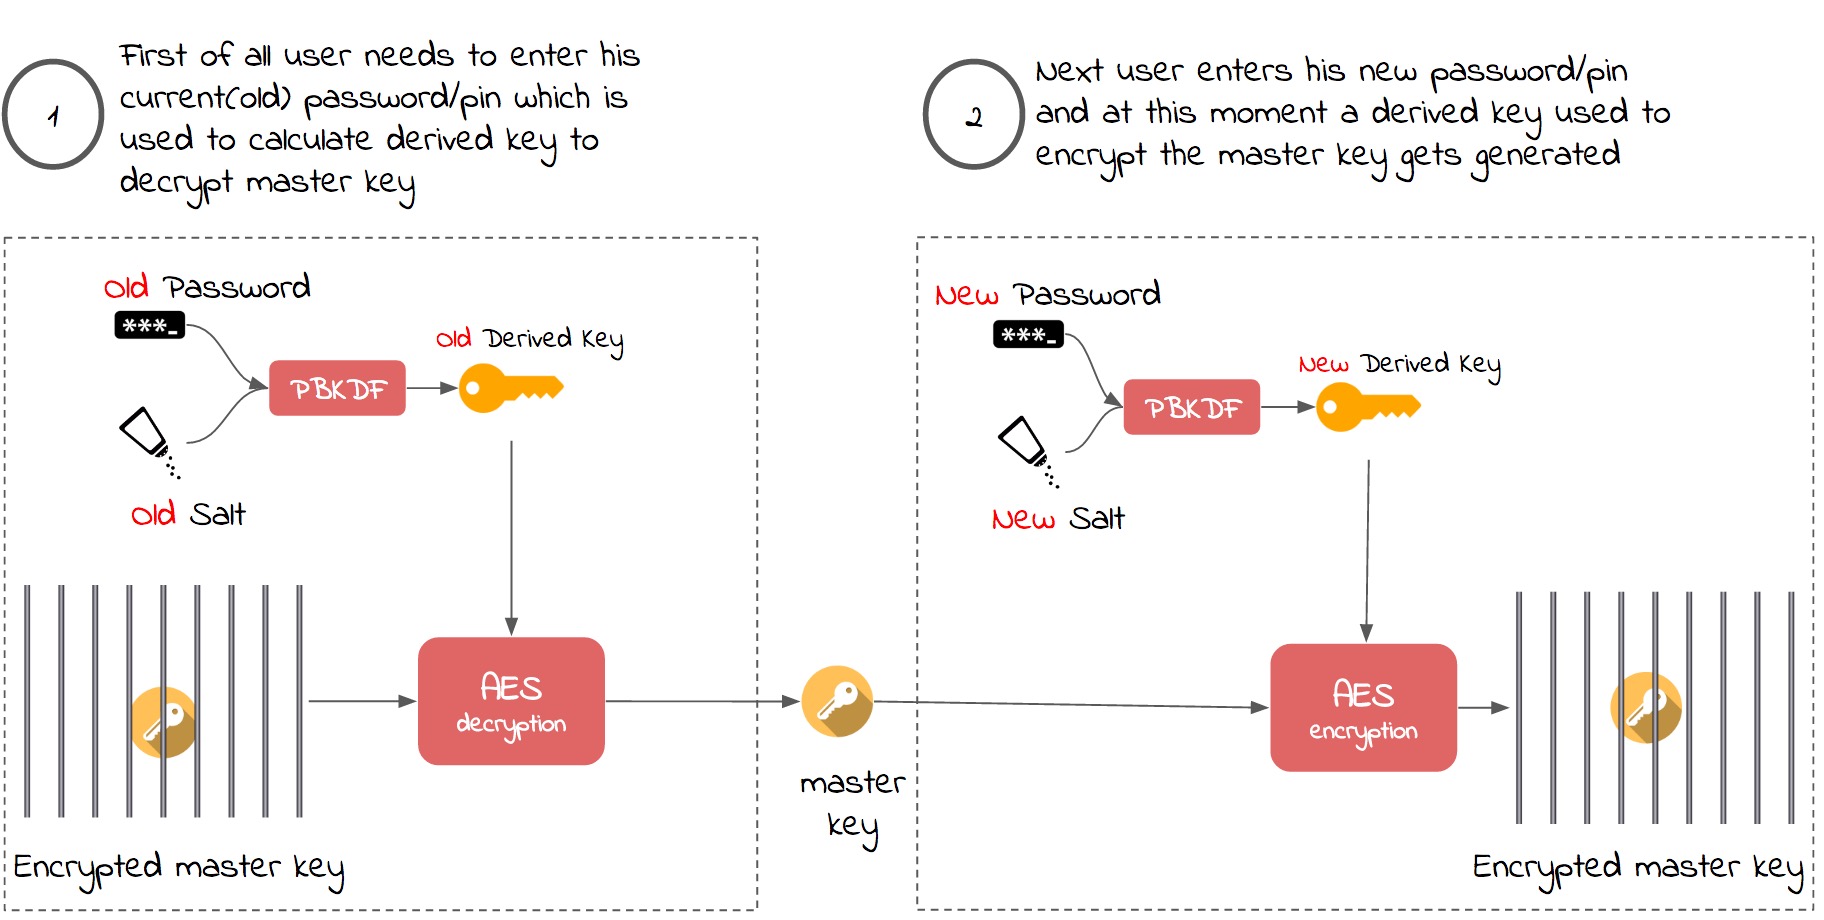 1
First of all user needs to enter his
current(old) password/pin which is
used to calculate derived key to
decrypt master key
2
Next user enters his new password/pin
and at this moment a derived key used to
encrypt the master key gets generated
Old Password
***_
PBKDF
Old Derived Key
Old Salt
AES
decryption
Encrypted master key
master
key
New Password
***_
PBKDF
New Derived Key
New Salt
AES
encryption
Encrypted master key